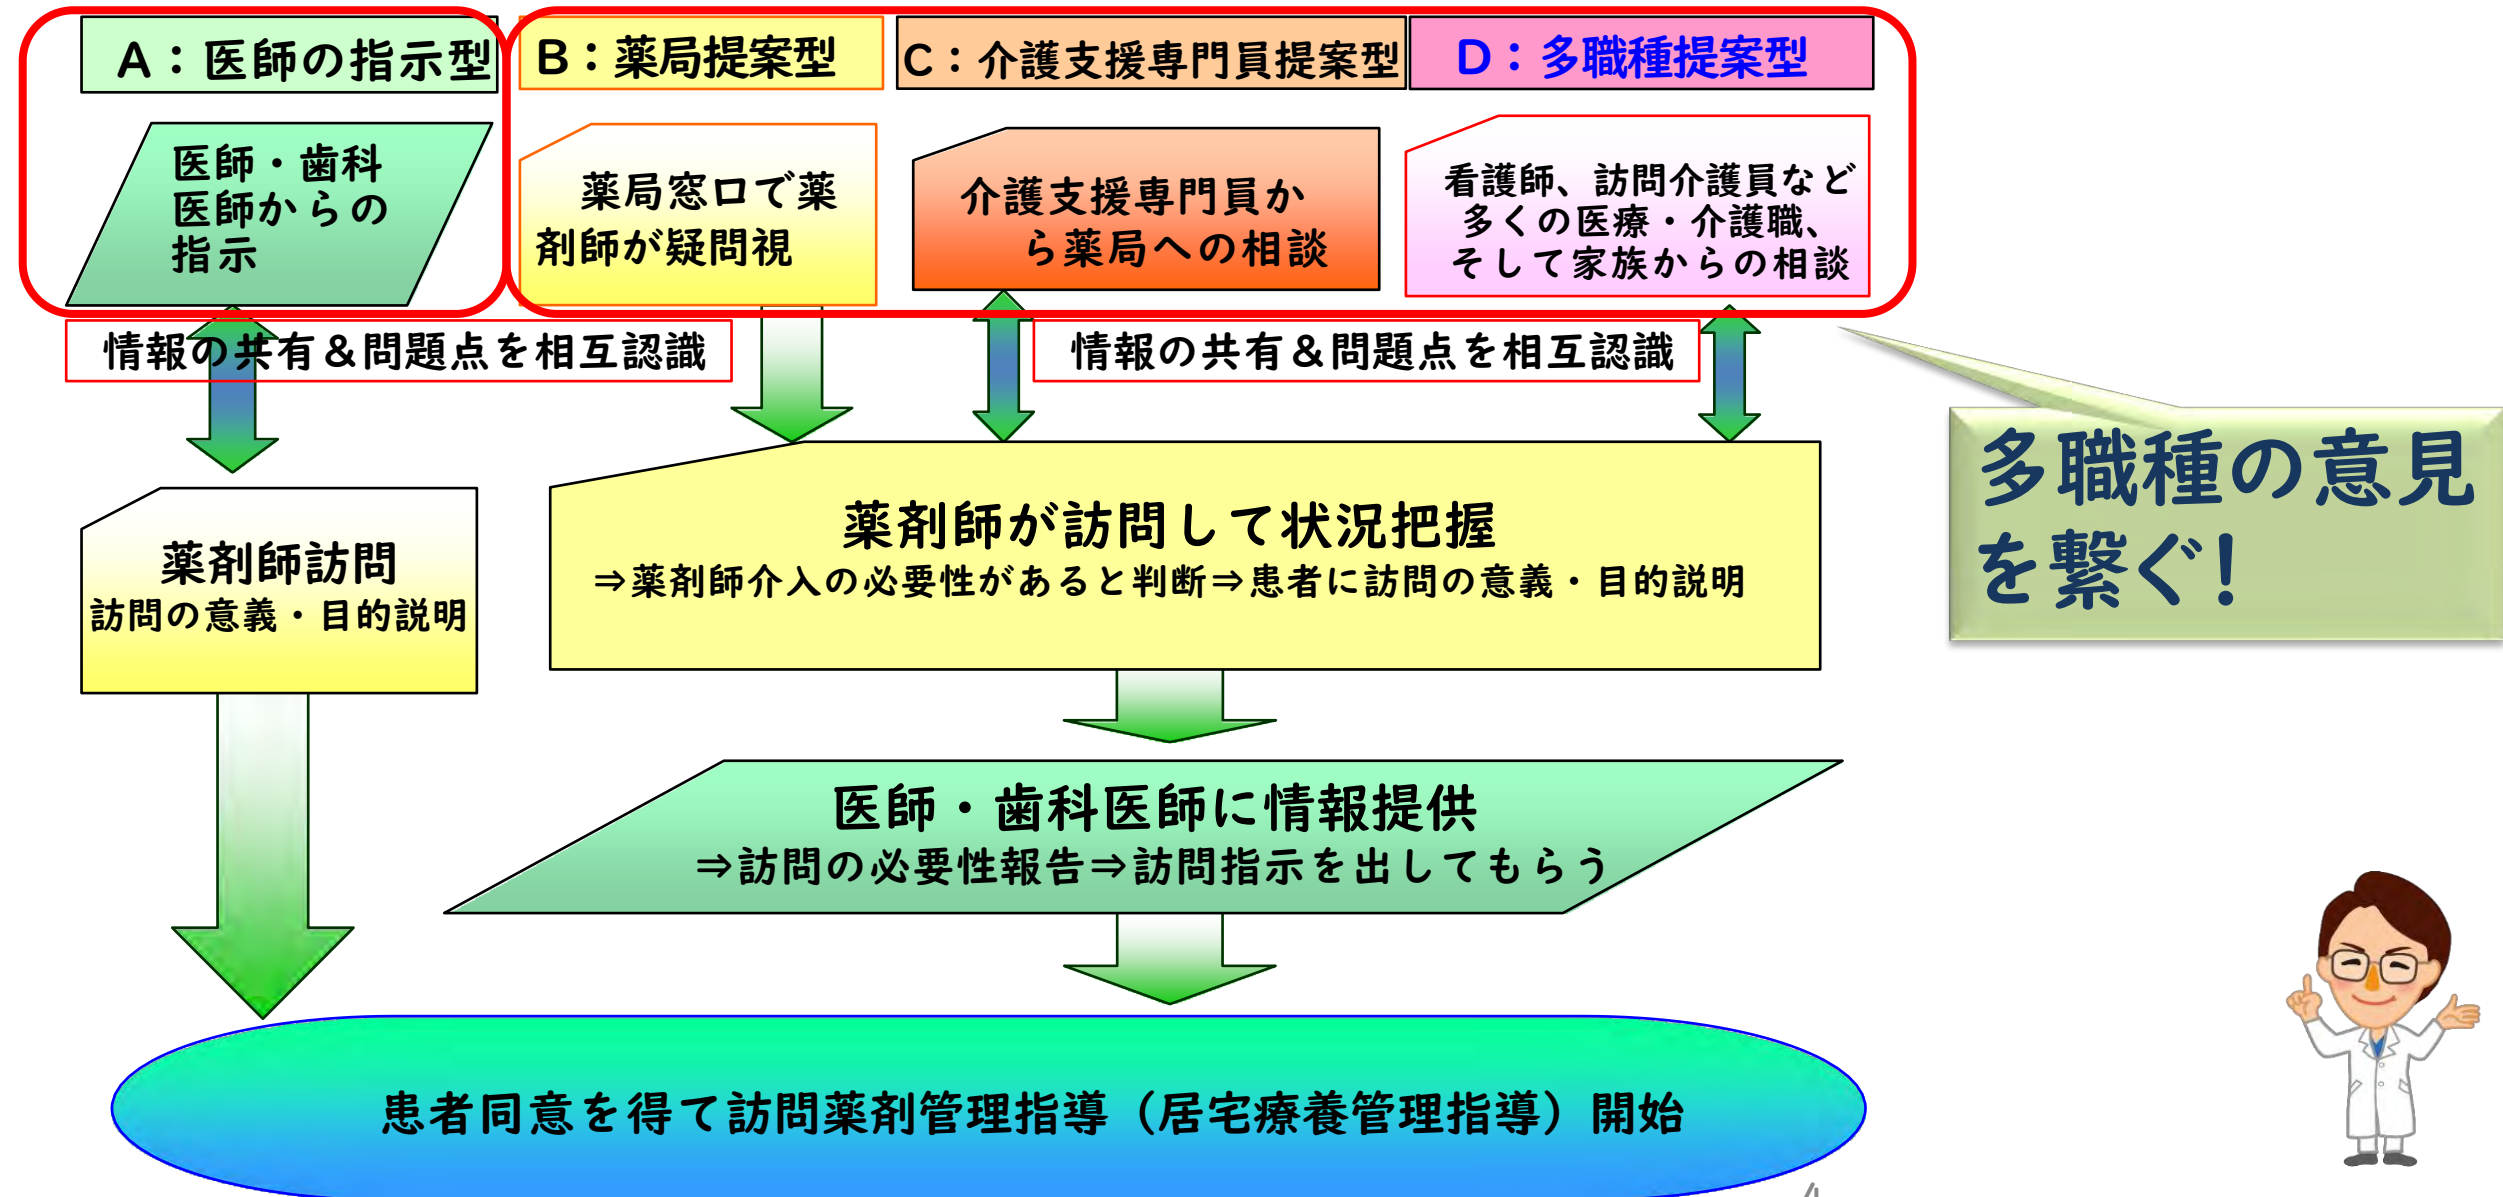 A：医師の指示型
B：薬局提案型
C：介護支援専門員提案型
D：多職種提案型
医師・歯科
医師からの
指示
薬局窓口で薬
剤師が疑問視
介護支援専門員か
ら薬局への相談
看護師、訪問介護員など
多くの医療・介護職、
そして家族からの相談
情報の共有＆問題点を相互認識
情報の共有＆問題点を相互認識
多職種の意見
を繋ぐ！
薬剤師訪問
訪問の意義・目的説明
薬剤師が訪問して状況把握
⇒薬剤師介入の必要性があると判断⇒患者に訪問の意義・目的説明
医師・歯科医師に情報提供
⇒訪問の必要性報告⇒訪問指示を出してもらう
患者同意を得て訪問薬剤管理指導（居宅療養管理指導）開始